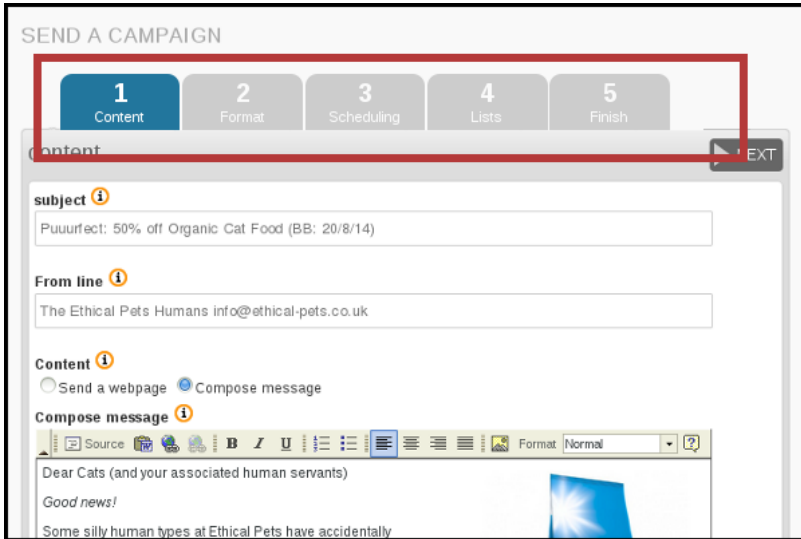 SEND A CAMPAIGN
1 2 3 4 5
Content Format Scheduling Lists Finish
content NEXT
subject
Puuurfect: 50% off Organic Cat Food (BB: 20/8/14)
From line
The Ethical Pets Humans info@ethical-pets.co.uk
Content
Send a webpage Compose message
Compose message
Source B I U Format Normal
Dear Cats (and your associated human servants)
Good news!
Some silly human types at Ethical Pets have accidentally